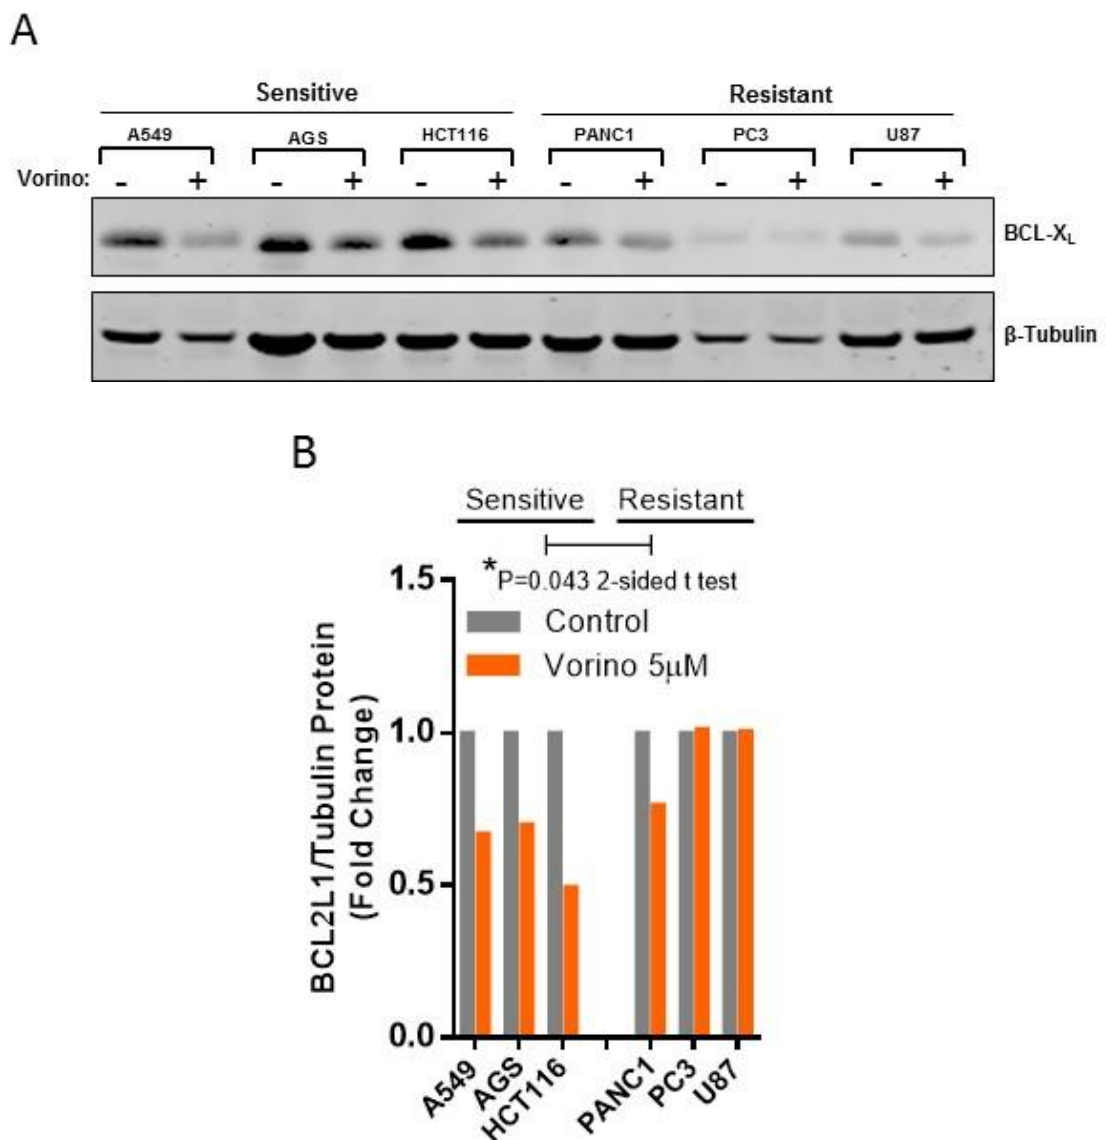 A
Sensitive Resistant
A549 AGS HCT116 PANC1 PC3 U87
Vorino: - + - + - + - + - + - +
BCL-XL
β-Tubulin
B
Sensitive Resistant
*P=0.043 2-sided t test
Control
Vorino 5μM
BCL2L1/Tubulin Protein
(Fold Change)
1.5
1.0
0.5
0.0
A549 AGS HCT116 PANC1 PC3 U87